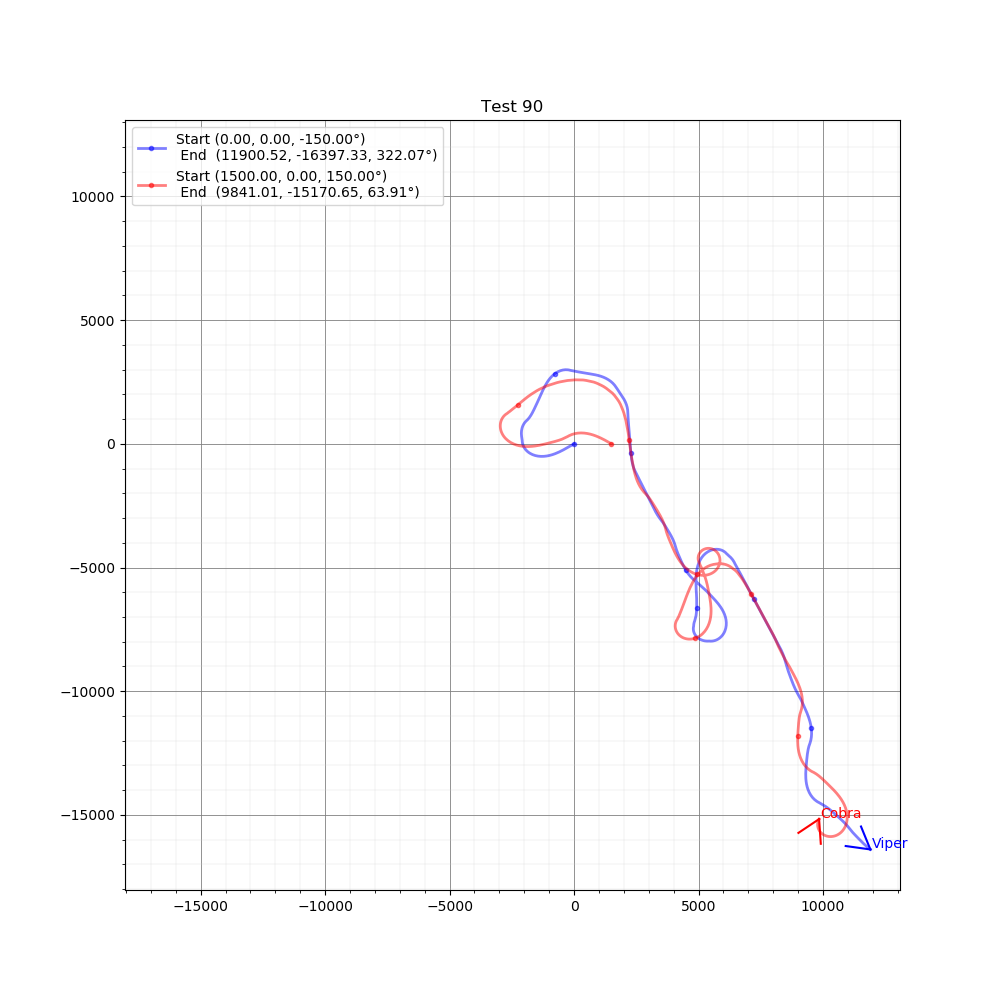 Test 90
Start (0.00, 0.00, -150.00°)
End (11900.52, -16397.33, 322.07°)
Start (1500.00, 0.00, 150.00°)
End (9841.01, -15170.65, 63.91°)
10000
5000
0
−5000
−10000
−15000
Cobra
Viper
−15000
−10000
−5000
0
5000
10000